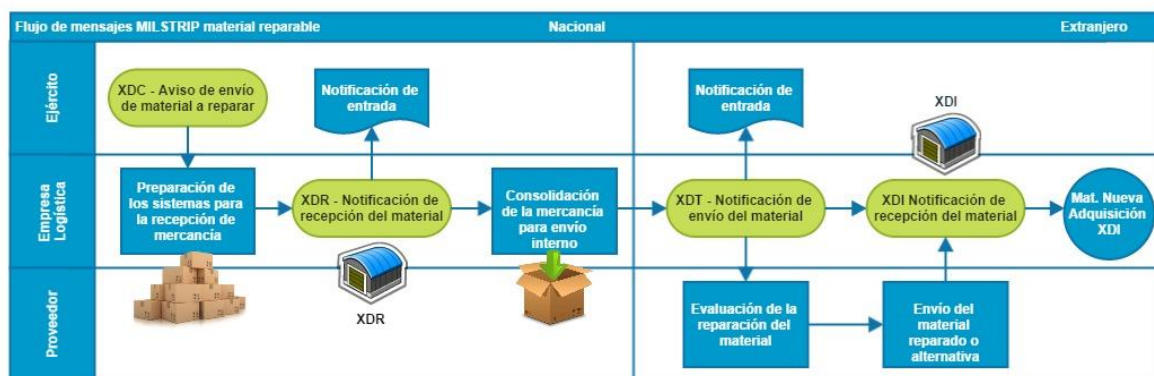 Flujo de mensajes MILSTRIP material reparable
Nacional
Extranjero
Ejército
XDC - Aviso de envío
de material a reparar
Notificación de
entrada
Notificación de
entrada
XDI
Empresa
Logística
Preparación de
los sistemas para
la recepción de
mercancía
XDR - Notificación de
recepción del material
Consolidación
de la mercancía
para envío
interno
XDT - Notificación de
envío del material
XDI Notificación de
recepción del material
Mat. Nueva
Adquisición
XDI
XDR
Proveedor
Evaluación de la
reparación del
material
Envío del
material
reparado o
alternativa